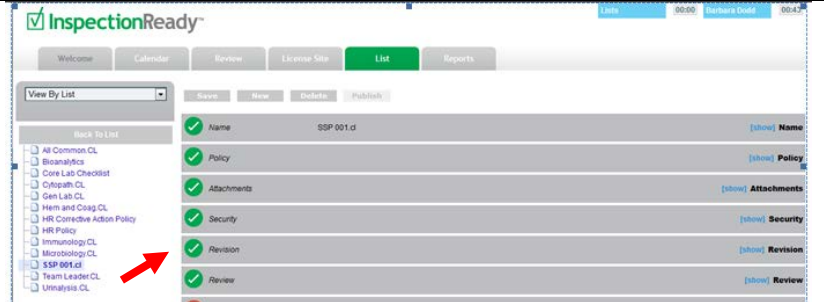 InspectionReady™
Lists 00:00 Barbara Dodd 00:43
Welcome Calendar Review License Site List Reports
View By List
Save New Delete Publish
Back To List
All Common.CL
Bioanalytics
Core Lab Checklist
Cytopath.CL
Gen Lab.CL
Hem and Coag.CL
HR Corrective Action Policy
HR Policy
Immunology.CL
Microbiology.CL
SSP 001.cl
Team Leader.CL
Urinalysis.CL
Name SSP 001.cl [show] Name
Policy [show] Policy
Attachments [show] Attachments
Security [show] Security
Revision [show] Revision
Review [show] Review